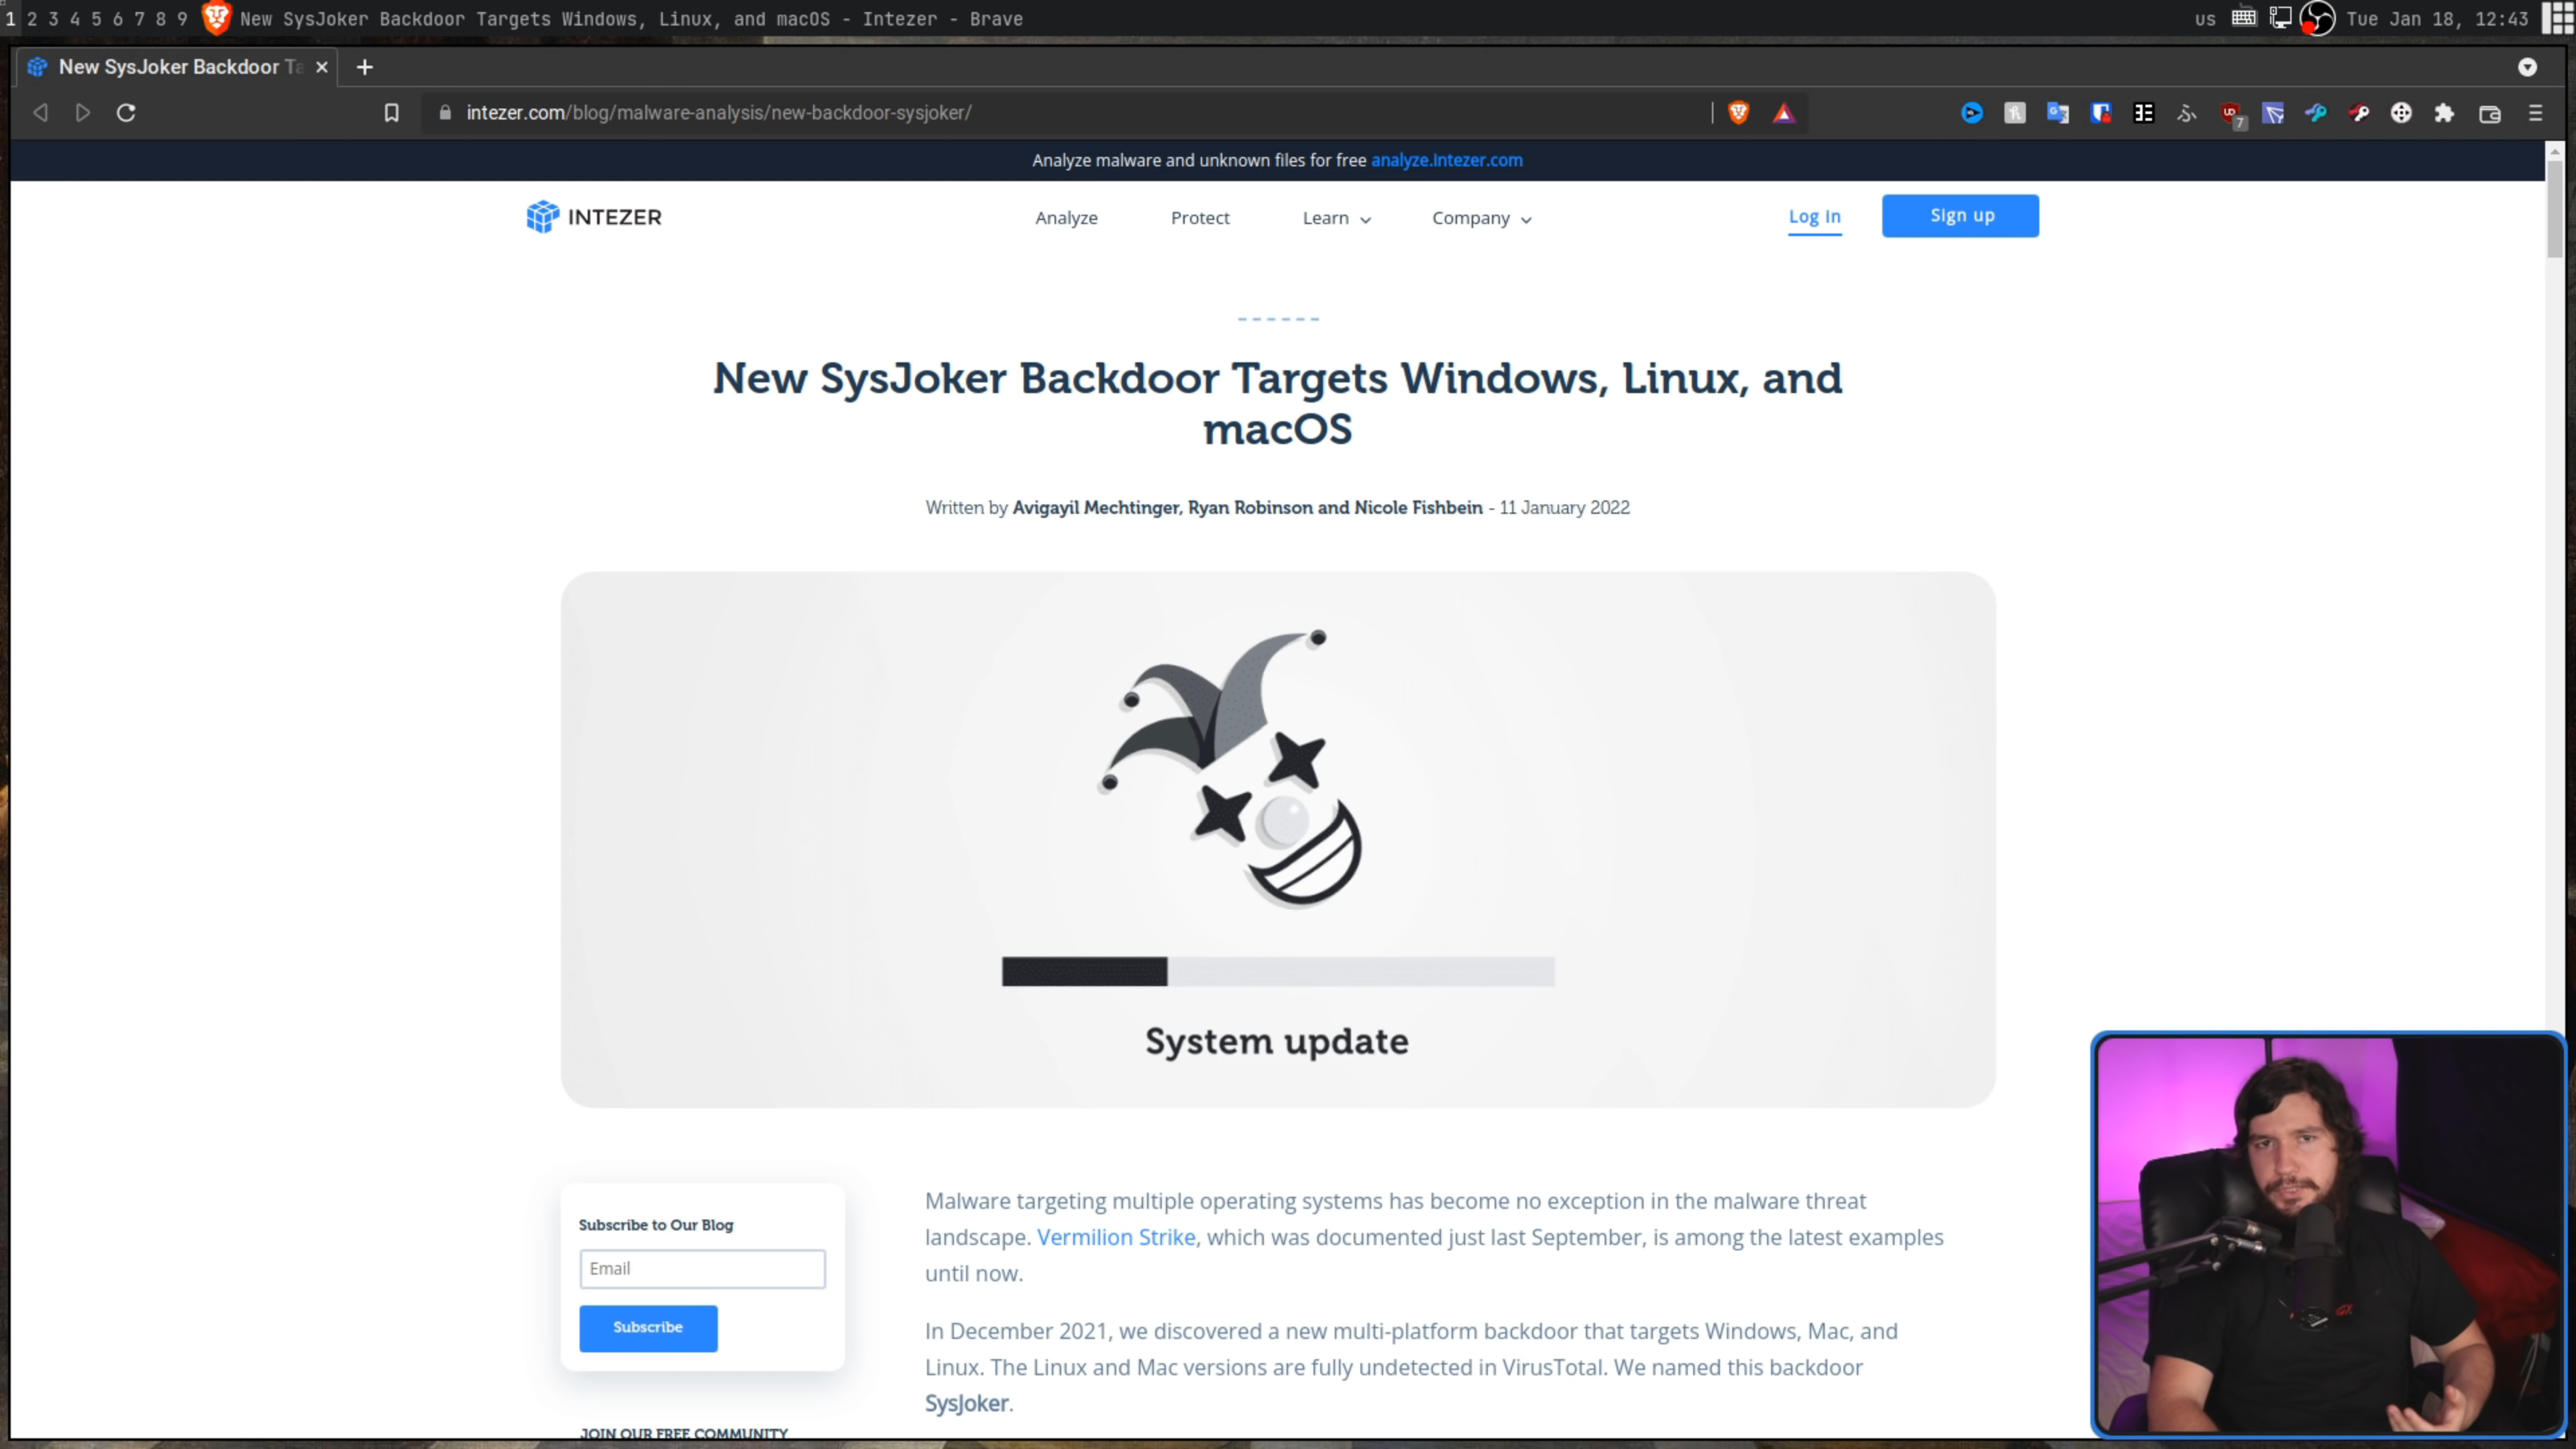 1 2 3 4 5 6 7 8 9 New SysJoker Backdoor Targets Windows, Linux, and macOS - Intezer - Brave
us Tue Jan 18, 12:43
New SysJoker Backdoor Ta
intezer.com/blog/malware-analysis/new-backdoor-sysjoker/
7
Analyze malware and unknown files for free analyze.intezer.com
INTEZER
Analyze Protect Learn Company
Log in Sign up
New SysJoker Backdoor Targets Windows, Linux, and
macOS
Written by Avigayil Mechtinger, Ryan Robinson and Nicole Fishbein - 11 January 2022
System update
Subscribe to Our Blog
Email
Subscribe
JOIN OUR FREE COMMUNITY
Malware targeting multiple operating systems has become no exception in the malware threat
landscape. Vermilion Strike, which was documented just last September, is among the latest examples
until now.
In December 2021, we discovered a new multi-platform backdoor that targets Windows, Mac, and
Linux. The Linux and Mac versions are fully undetected in VirusTotal. We named this backdoor
SysJoker.